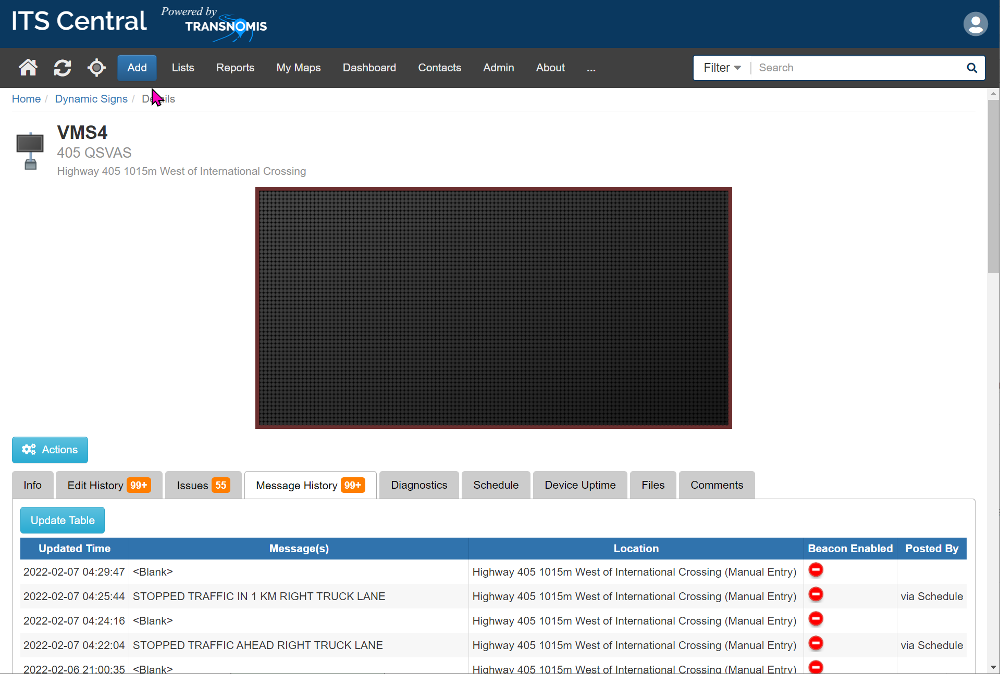 ITS Central Powered by
TRANSNOMIS
Add Lists Reports My Maps Dashboard Contacts Admin About ... Filter Search
Home / Dynamic Signs / Details
VMS4
405 QSVAS
Highway 405 1015m West of International Crossing
Actions
Info Edit History 99+ Issues 55 Message History 99+ Diagnostics Schedule Device Uptime Files Comments
Update Table
Updated Time Message(s) Location Beacon Enabled Posted By
2022-02-07 04:29:47 <Blank> Highway 405 1015m West of International Crossing (Manual Entry)
2022-02-07 04:25:44 STOPPED TRAFFIC IN 1 KM RIGHT TRUCK LANE Highway 405 1015m West of International Crossing (Manual Entry) via Schedule
2022-02-07 04:24:16 <Blank> Highway 405 1015m West of International Crossing (Manual Entry)
2022-02-07 04:22:04 STOPPED TRAFFIC AHEAD RIGHT TRUCK LANE Highway 405 1015m West of International Crossing (Manual Entry) via Schedule
2022-02-06 21:00:35 <Blank> Highway 405 1015m West of International Crossing (Manual Entry)